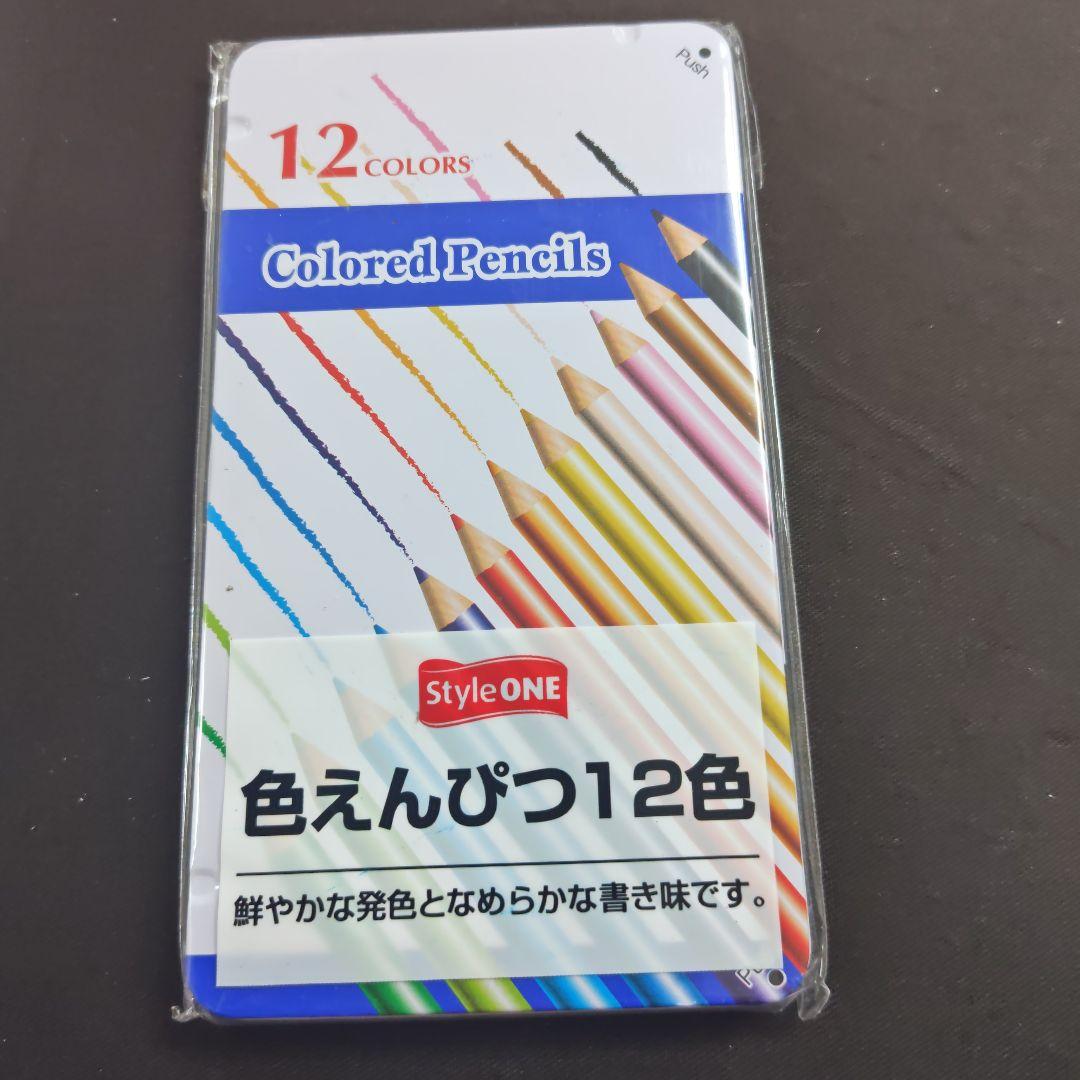 Push
12 COLORS
Colored Pencils
StyleONE
色えんぴつ12色
鮮やかな発色となめらかな書き味です。